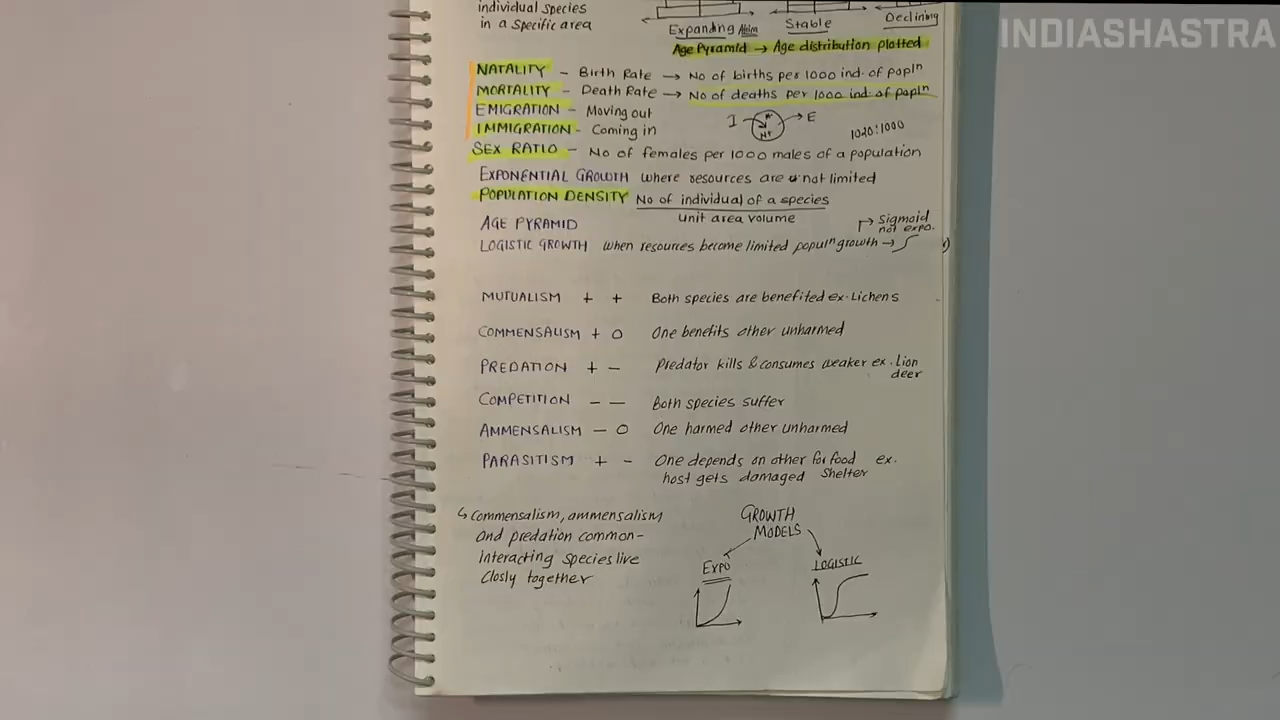 individual species
in a specific area
Expanding
Stable
Declining
Age Pyramid → Age distribution plotted
NATALITY - Birth Rate → No of births per 1000 ind. of popln
MORTALITY - Death Rate → No of deaths per 1000 ind. of popln
EMIGRATION - Moving out
IMMIGRATION - Coming in
I → N+ → E
1020:1000
SEX RATIO - No of females per 1000 males of a population
EXPONENTIAL GROWTH where resources are not limited
POPULATION DENSITY No of individual of a species
unit area volume
AGE PYRAMID
Sigmoid
not expo.
LOGISTIC GROWTH when resources become limited populn growth →
MUTUALISM + + Both species are benefited ex. Lichens
COMMENSALISM + O One benefits other unharmed
PREDATION + - Predator kills & consumes weaker ex. Lion
deer
COMPETITION - - Both species suffer
AMMENSALISM - O One harmed other unharmed
PARASITISM + - One depends on other for food ex.
host gets damaged shelter
↳ Commensalism, ammensalism
and predation common-
interacting species live
closly together
GROWTH
MODELS
EXPO
LOGISTIC
INDIASHASTRA